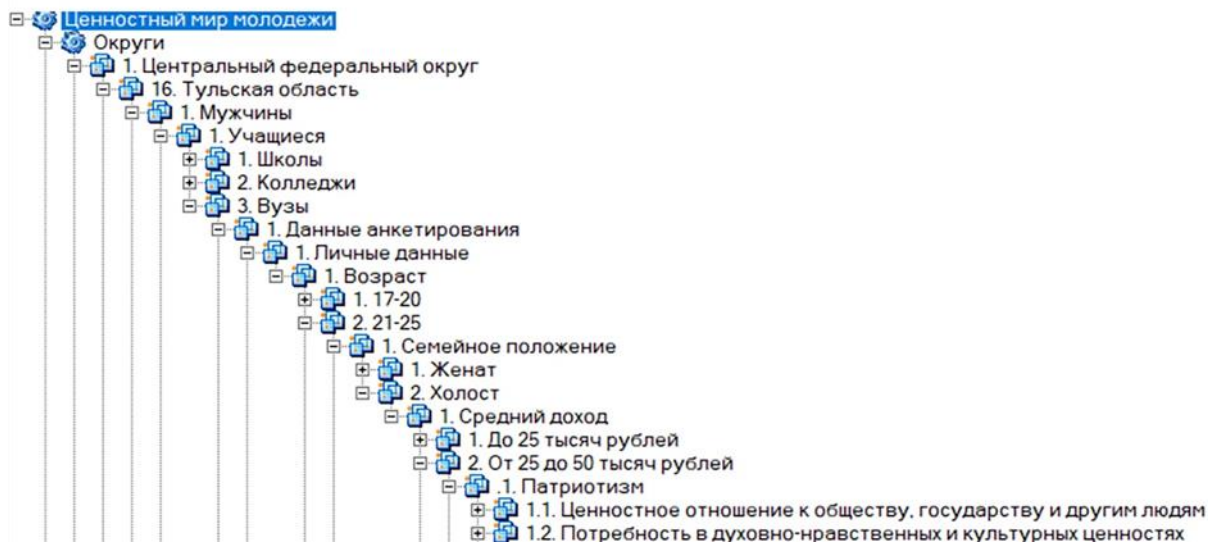 Ценностный мир молодежи
Округи
1. Центральный федеральный округ
16. Тульская область
1. Мужчины
1. Учащиеся
1. Школы
2. Колледжи
3. Вузы
1. Данные анкетирования
1. Личные данные
1. Возраст
1. 17-20
2. 21-25
1. Семейное положение
1. Женат
2. Холост
1. Средний доход
1. До 25 тысяч рублей
2. От 25 до 50 тысяч рублей
.1. Патриотизм
1.1. Ценностное отношение к обществу, государству и другим людям
1.2. Потребность в духовно-нравственных и культурных ценностях